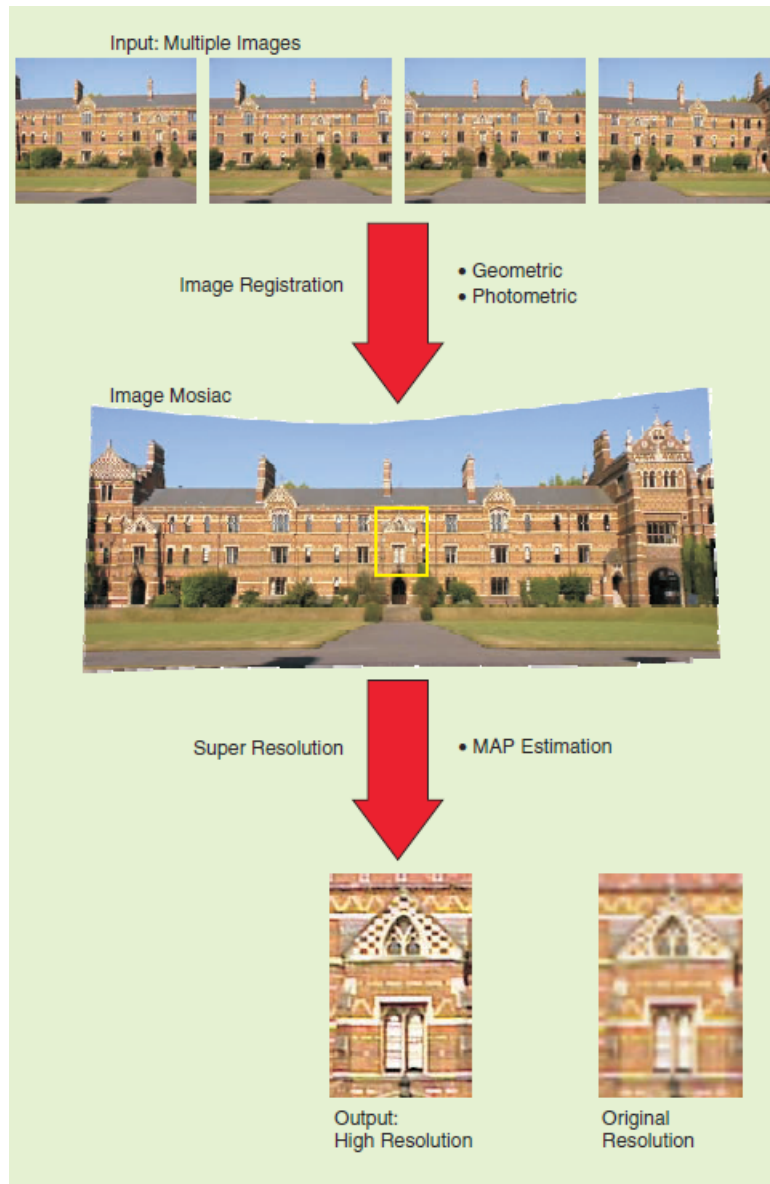 Input: Multiple Images
Image Registration
• Geometric
• Photometric
Image Mosiac
Super Resolution
• MAP Estimation
Output:
High Resolution
Original
Resolution